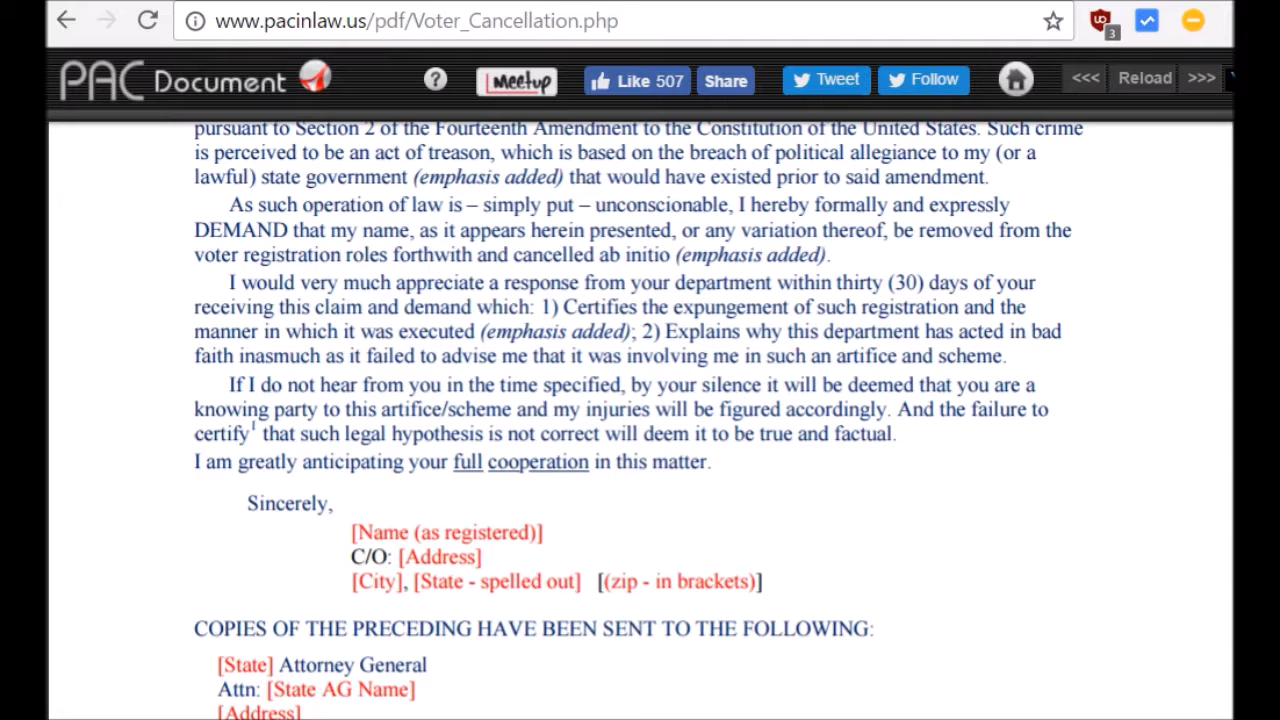 www.pacinlaw.us/pdf/Voter_Cancellation.php
3
PAC Document ? Meetup Like 507 Share Tweet Follow <<< Reload >>>
pursuant to Section 2 of the Fourteenth Amendment to the Constitution of the United States. Such crime
is perceived to be an act of treason, which is based on the breach of political allegiance to my (or a
lawful) state government (emphasis added) that would have existed prior to said amendment.
As such operation of law is – simply put – unconscionable, I hereby formally and expressly
DEMAND that my name, as it appears herein presented, or any variation thereof, be removed from the
voter registration roles forthwith and cancelled ab initio (emphasis added).
I would very much appreciate a response from your department within thirty (30) days of your
receiving this claim and demand which: 1) Certifies the expungement of such registration and the
manner in which it was executed (emphasis added); 2) Explains why this department has acted in bad
faith inasmuch as it failed to advise me that it was involving me in such an artifice and scheme.
If I do not hear from you in the time specified, by your silence it will be deemed that you are a
knowing party to this artifice/scheme and my injuries will be figured accordingly. And the failure to
certify¹ that such legal hypothesis is not correct will deem it to be true and factual.
I am greatly anticipating your full cooperation in this matter.
Sincerely,
[Name (as registered)]
C/O: [Address]
[City], [State - spelled out] [(zip - in brackets)]
COPIES OF THE PRECEDING HAVE BEEN SENT TO THE FOLLOWING:
[State] Attorney General
Attn: [State AG Name]
[Address]